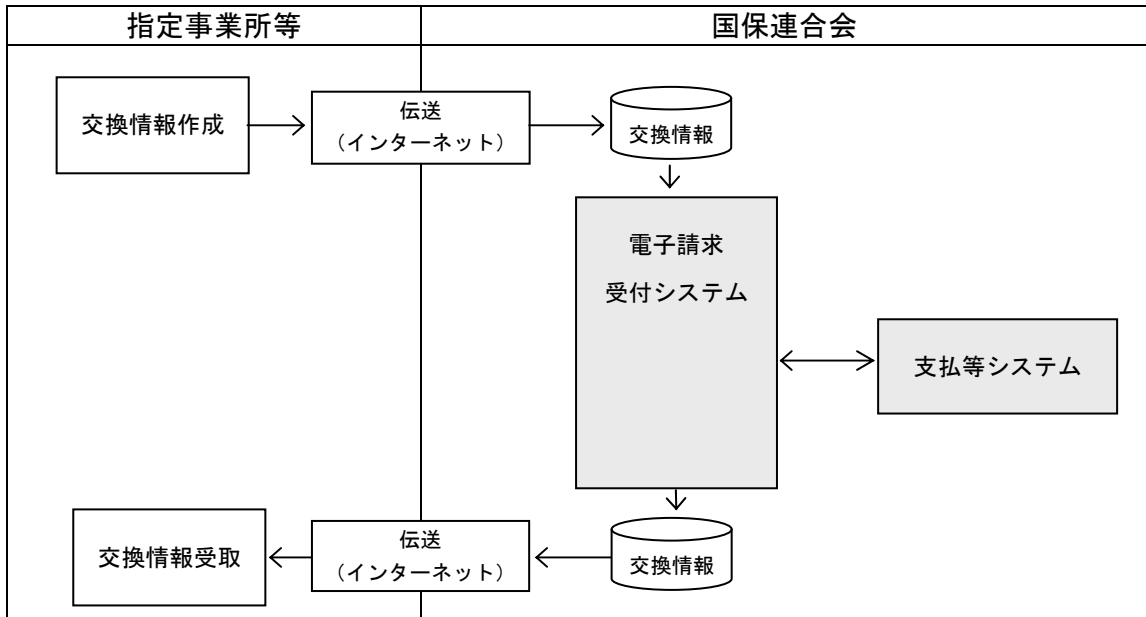 指定事業所等
国保連合会
交換情報作成
伝送
（インターネット）
交換情報
電子請求
受付システム
支払等システム
交換情報受取
伝送
（インターネット）
交換情報